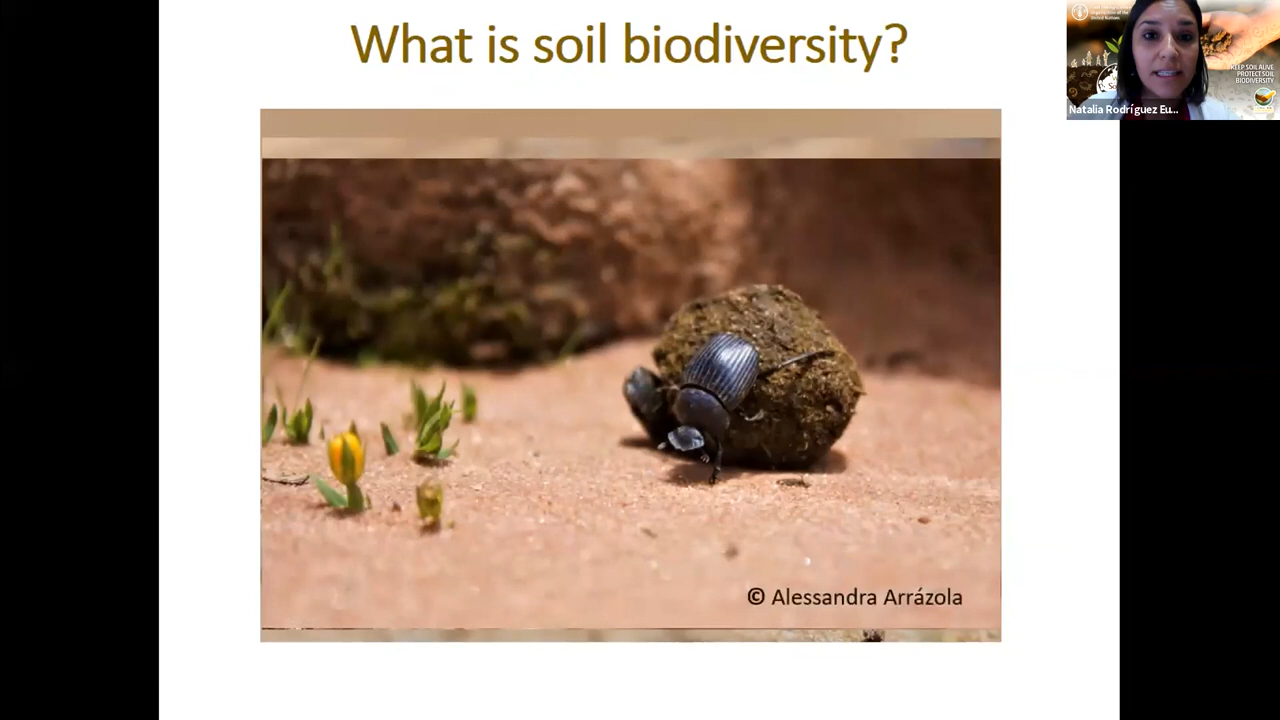 What is soil biodiversity?
KEEP SOIL ALIVE
PROTECT SOIL
BIODIVERSITY
Natalia Rodríguez Eu...
© Alessandra Arrázola